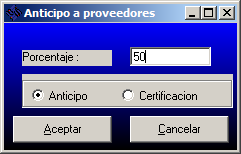 Anticipo a proveedores
Porcentaje : 50
Anticipo Certificacion
Aceptar Cancelar